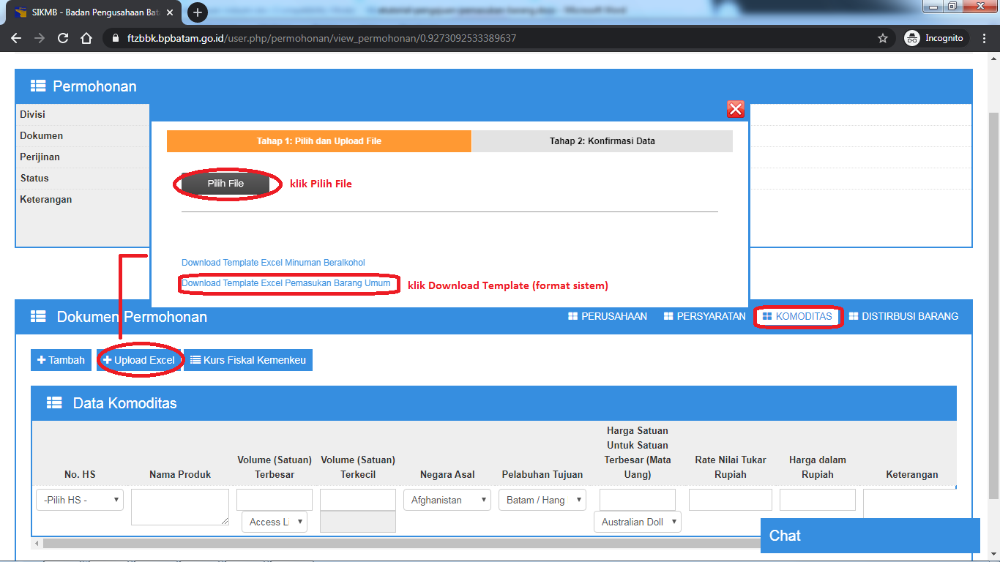 SIKMB - Badan Pengusahaan Bat
ftzbbk.bpbatam.go.id/user.php/permohonan/view_permohonan/0.9273092533389637
Incognito
Permohonan
Divisi
Dokumen
Perijinan
Status
Keterangan
Tahap 1: Pilih dan Upload File
Tahap 2: Konfirmasi Data
Pilih File
klik Pilih File
Download Template Excel Minuman Beralkohol
Download Template Excel Pemasukan Barang Umum
klik Download Template (format sistem)
Dokumen Permohonan
PERUSAHAAN
PERSYARATAN
KOMODITAS
DISTIRBUSI BARANG
Tambah
Upload Excel
Kurs Fiskal Kemenkeu
Data Komoditas
No. HS
Nama Produk
Volume (Satuan)
Terbesar
Volume (Satuan)
Terkecil
Negara Asal
Pelabuhan Tujuan
Harga Satuan
Untuk Satuan
Terbesar (Mata
Uang)
Rate Nilai Tukar
Rupiah
Harga dalam
Rupiah
Keterangan
-Pilih HS -
Access Li
Afghanistan
Batam / Hang
Australian Doll
Chat